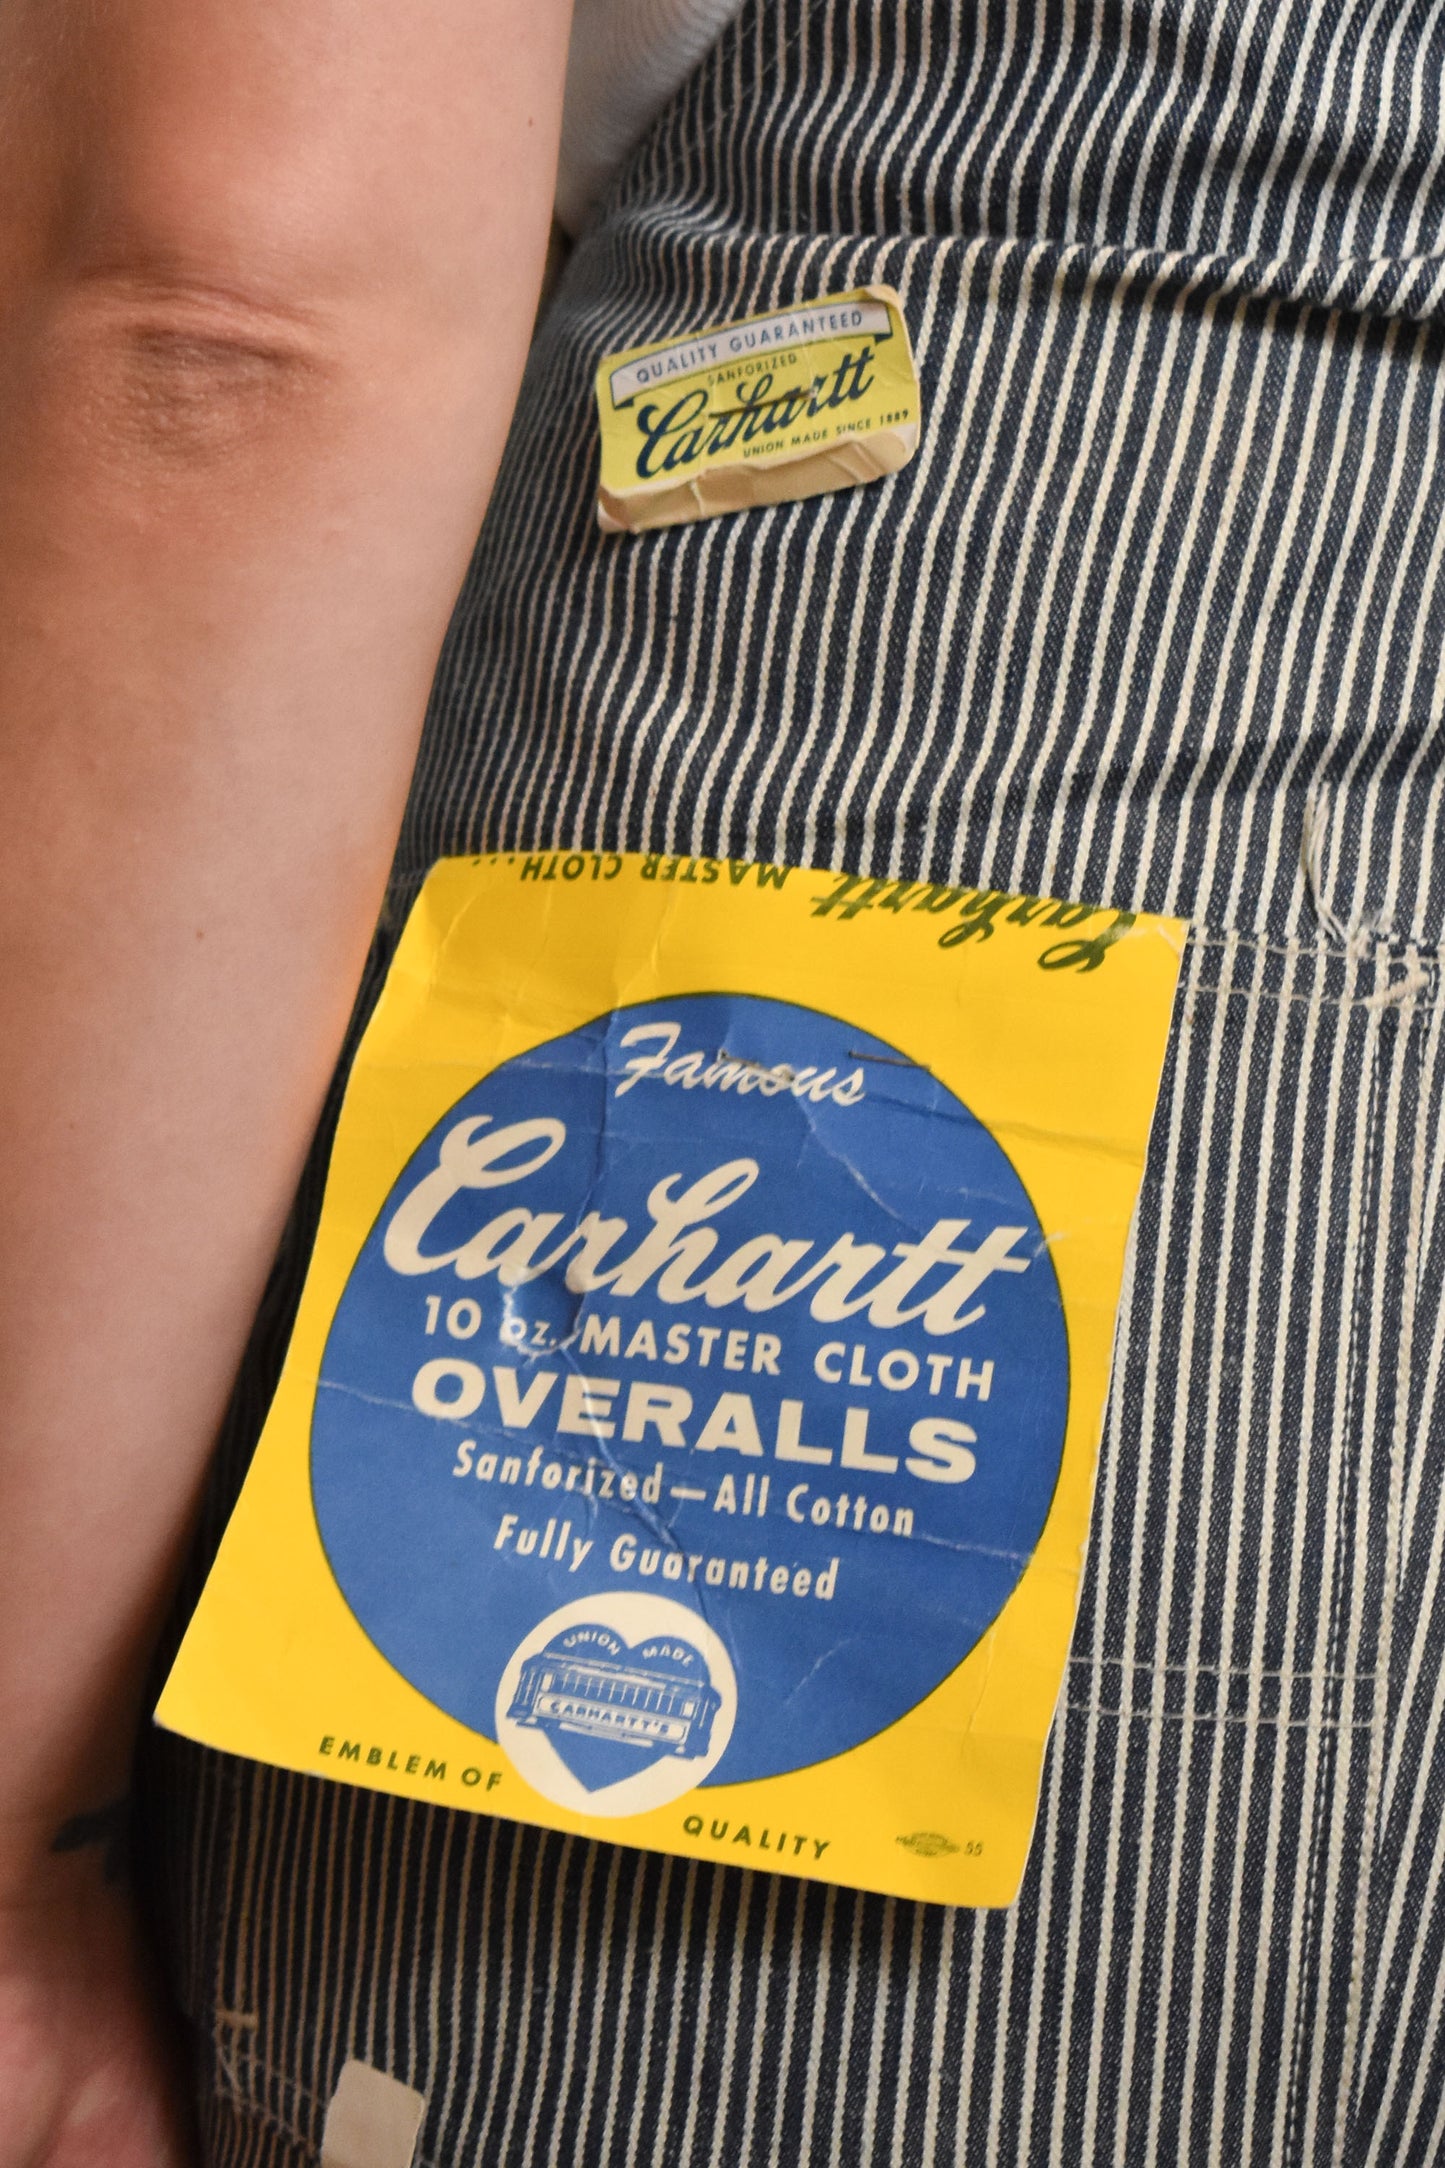 QUALITY GUARANTEED
SANFORIZED
Carhartt
UNION MADE SINCE 1889
Carhartt MASTER CLOTH...
Famous
Carhartt
10 oz. MASTER CLOTH
OVERALLS
Sanforized—All Cotton
Fully Guaranteed
UNION MADE
CARHARTT'S
EMBLEM OF QUALITY
55